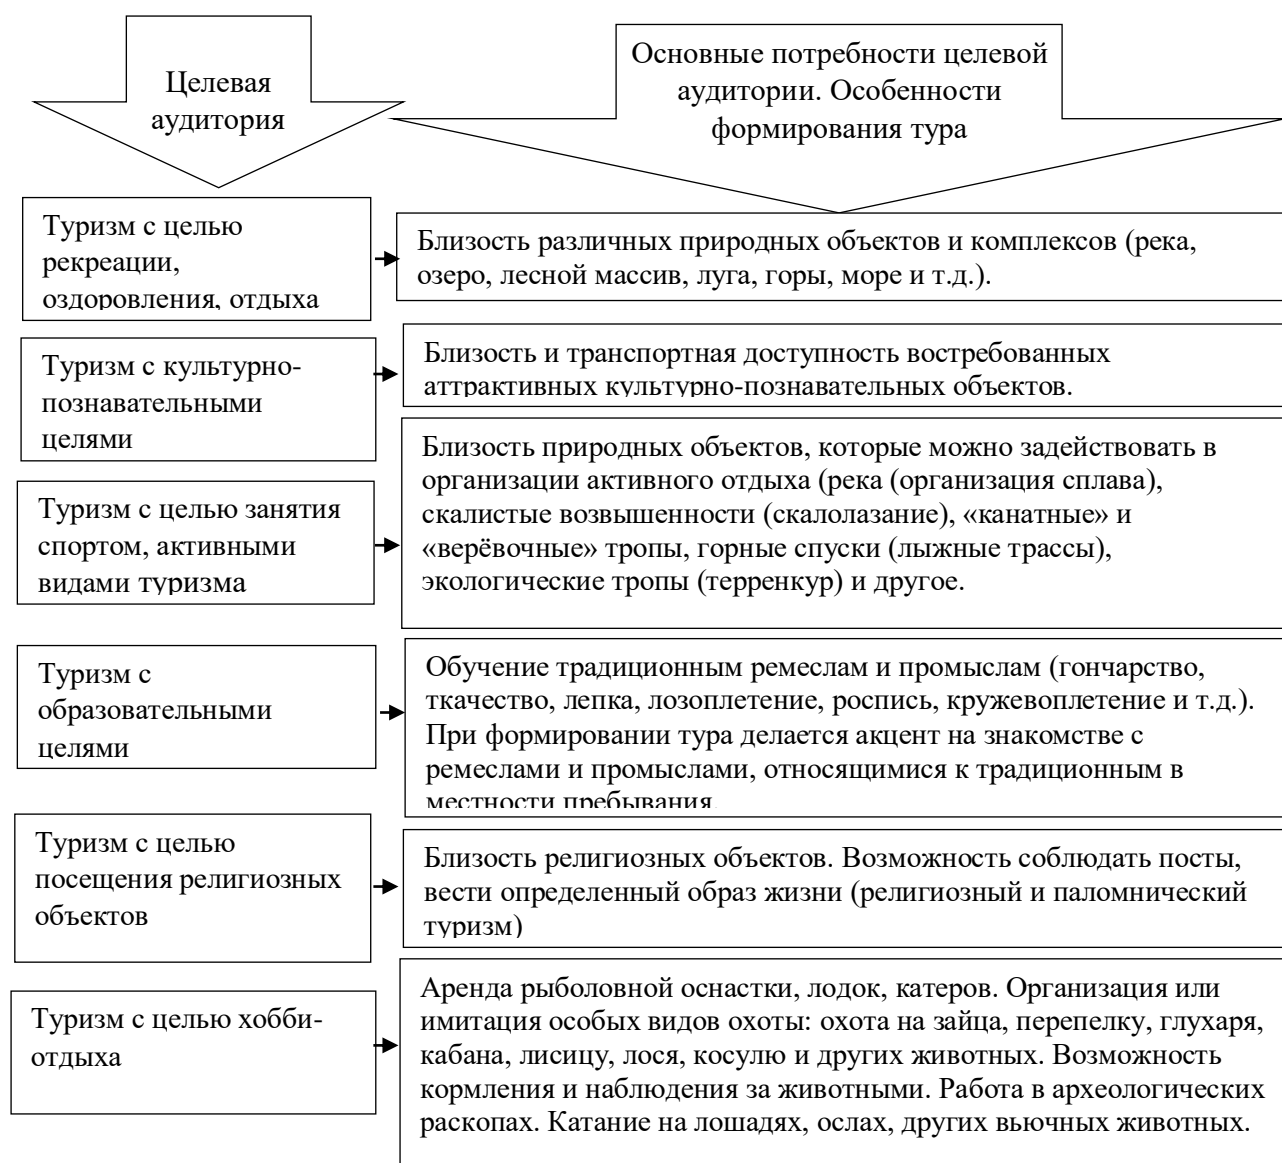 Целевая
аудитория
Основные потребности целевой
аудитории. Особенности
формирования тура
Туризм с целью
рекреации,
оздоровления, отдыха
Близость различных природных объектов и комплексов (река,
озеро, лесной массив, луга, горы, море и т.д.).
Туризм с культурно-
познавательными
целями
Близость и транспортная доступность востребованных
аттрактивных культурно-познавательных объектов.
Туризм с целью занятия
спортом, активными
видами туризма
Близость природных объектов, которые можно задействовать в
организации активного отдыха (река (организация сплава),
скалистые возвышенности (скалолазание), «канатные» и
«верёвочные» тропы, горные спуски (лыжные трассы),
экологические тропы (терренкур) и другое.
Туризм с
образовательными
целями
Обучение традиционным ремеслам и промыслам (гончарство,
ткачество, лепка, лозоплетение, роспись, кружевоплетение и т.д.).
При формировании тура делается акцент на знакомстве с
ремеслами и промыслами, относящимися к традиционным в
местности пребывания.
Туризм с целью
посещения религиозных
объектов
Близость религиозных объектов. Возможность соблюдать посты,
вести определенный образ жизни (религиозный и паломнический
туризм)
Туризм с целью хобби-
отдыха
Аренда рыболовной оснастки, лодок, катеров. Организация или
имитация особых видов охоты: охота на зайца, перепелку, глухаря,
кабана, лисицу, лося, косулю и других животных. Возможность
кормления и наблюдения за животными. Работа в археологических
раскопах. Катание на лошадях, ослах, других вьючных животных.